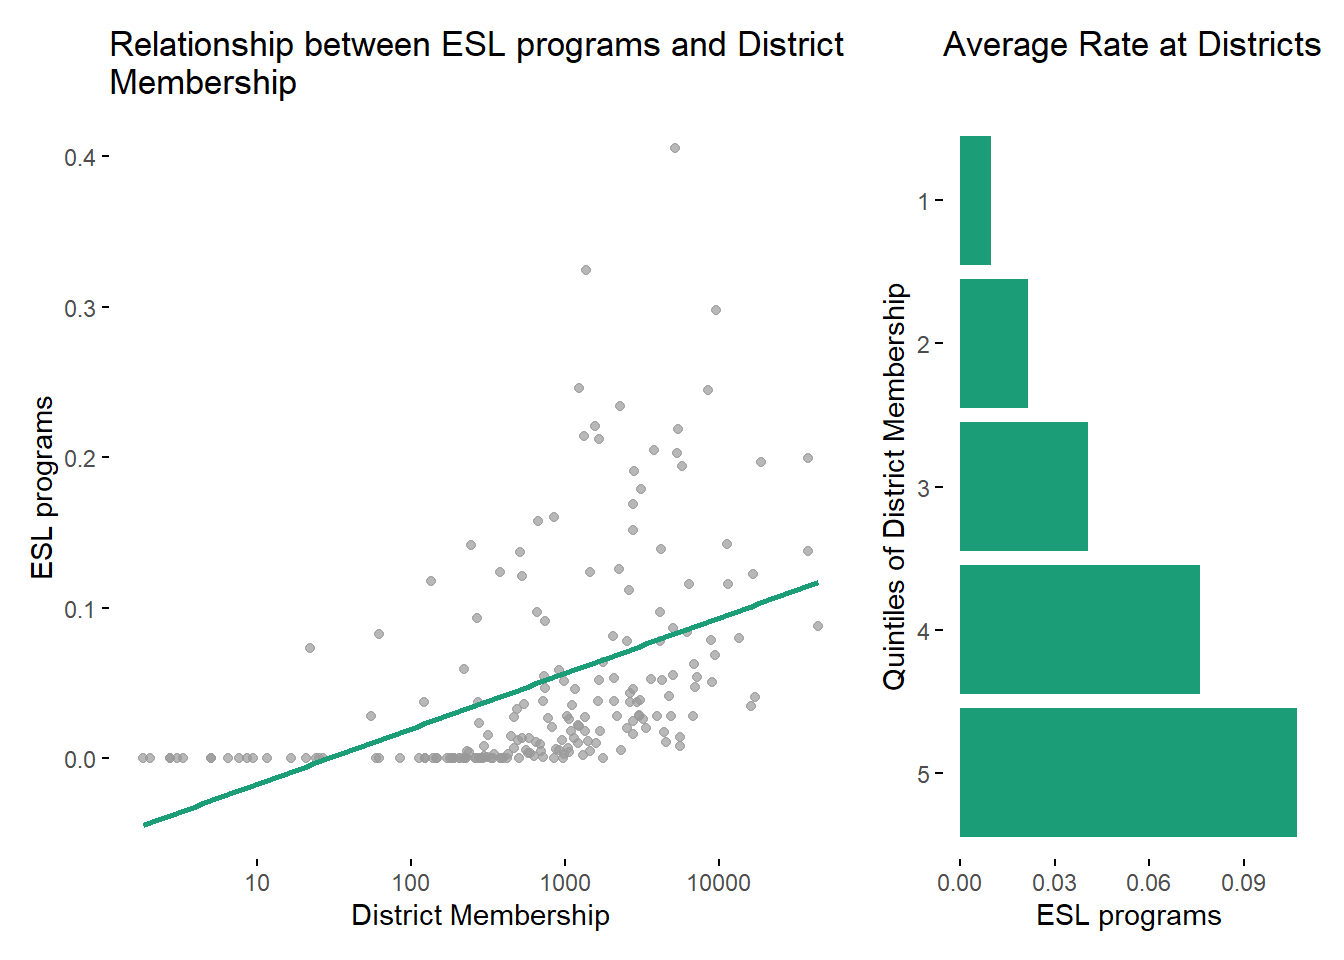 Relationship between ESL programs and District
Membership
ESL programs
0.4
0.3
0.2
0.1
0.0
10 100 1000 10000
District Membership
Average Rate at Districts
Quintiles of District Membership
1
2
3
4
5
0.00 0.03 0.06 0.09
ESL programs